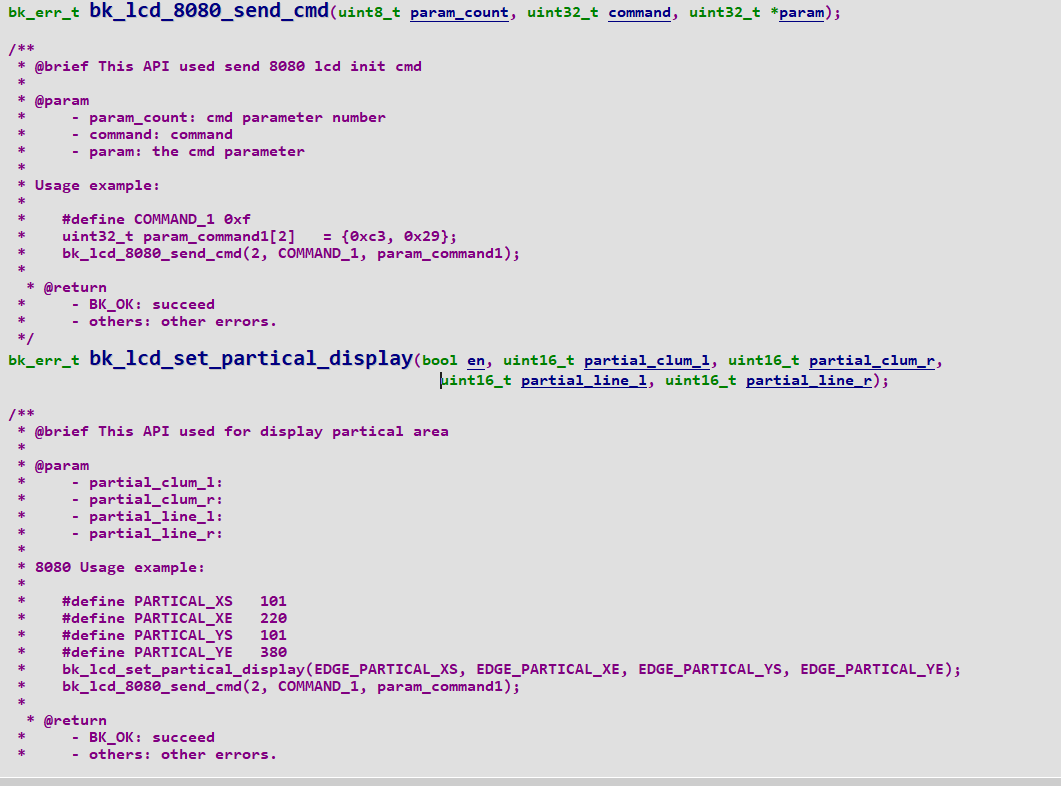 bk_err_t bk_lcd_8080_send_cmd(uint8_t param_count, uint32_t command, uint32_t *param);
/**
 * @brief This API used send 8080 lcd init cmd
 *
 * @param
 *     - param_count: cmd parameter number
 *     - command: command
 *     - param: the cmd parameter
 *
 * Usage example:
 *
 *    #define COMMAND_1 0xf
 *    uint32_t param_command1[2]   = {0xc3, 0x29};
 *    bk_lcd_8080_send_cmd(2, COMMAND_1, param_command1);
 *
  * @return
 *     - BK_OK: succeed
 *     - others: other errors.
 */
bk_err_t bk_lcd_set_partical_display(bool en, uint16_t partial_clum_l, uint16_t partial_clum_r,
uint16_t partial_line_l, uint16_t partial_line_r);
/**
 * @brief This API used for display partical area
 *
 * @param
 *     - partial_clum_l:
 *     - partial_clum_r:
 *     - partial_line_l:
 *     - partial_line_r:
 *
 * 8080 Usage example:
 *
 *    #define PARTICAL_XS   101
 *    #define PARTICAL_XE   220
 *    #define PARTICAL_YS   101
 *    #define PARTICAL_YE   380
 *    bk_lcd_set_partical_display(EDGE_PARTICAL_XS, EDGE_PARTICAL_XE, EDGE_PARTICAL_YS, EDGE_PARTICAL_YE);
 *    bk_lcd_8080_send_cmd(2, COMMAND_1, param_command1);
 *
  * @return
 *     - BK_OK: succeed
 *     - others: other errors.